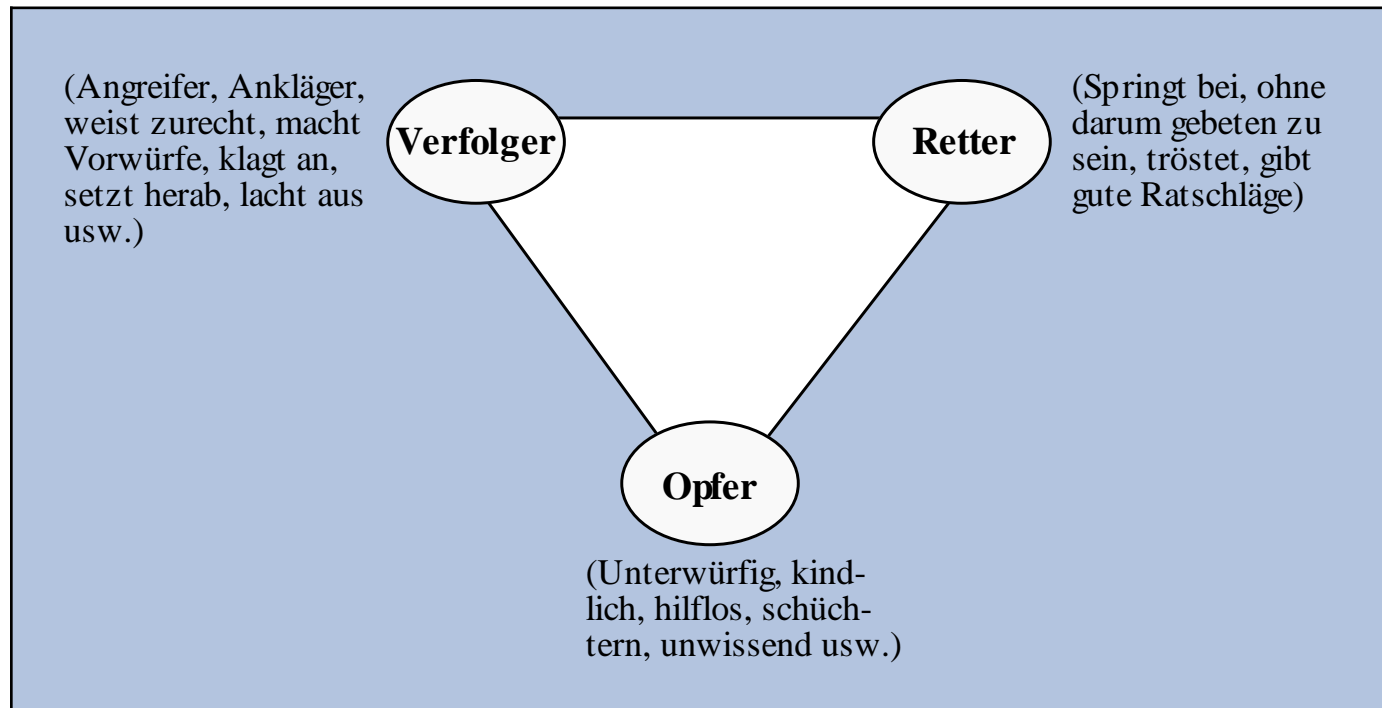 (Angreifer, Ankläger,
weist zurecht, macht
Vorwürfe, klagt an,
setzt herab, lacht aus
usw.)
Verfolger
Retter
(Springt bei, ohne
darum gebeten zu
sein, tröstet, gibt
gute Ratschläge)
Opfer
(Unterwürfig, kind-
lich, hilflos, schüch-
tern, unwissend usw.)